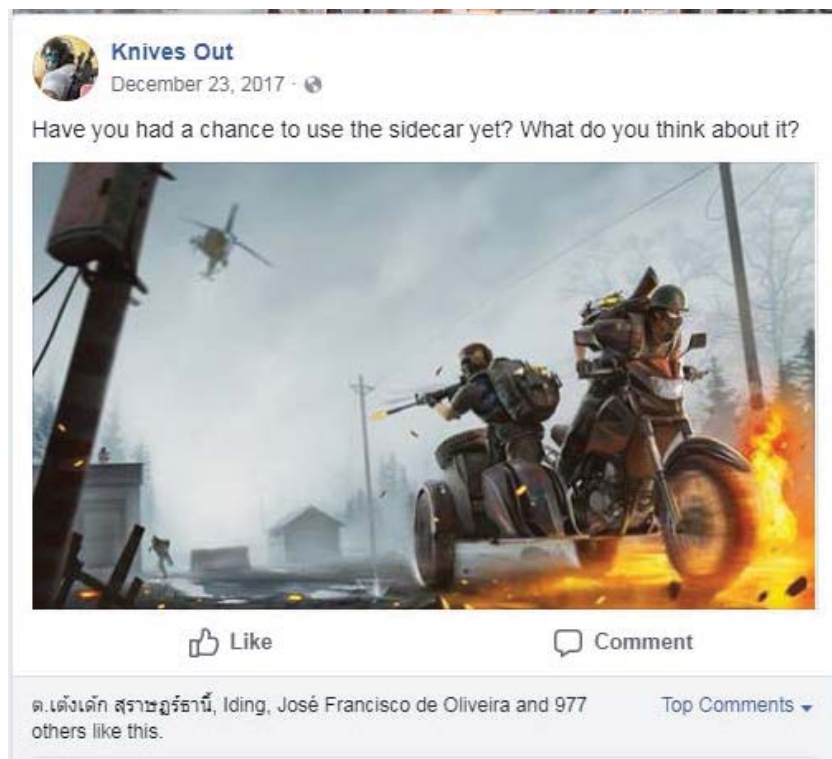 Knives Out
December 23, 2017
Have you had a chance to use the sidecar yet? What do you think about it?
Like
Comment
ด.เด้งเด้ก สุราษฎร์ธานี้, Iding, José Francisco de Oliveira and 977
others like this.
Top Comments